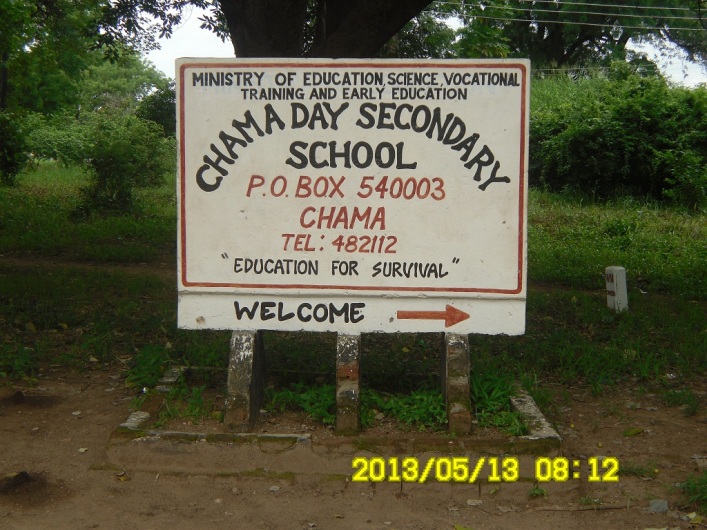 MINISTRY OF EDUCATION, SCIENCE, VOCATIONAL
TRAINING AND EARLY EDUCATION
CHAMA DAY SECONDARY
SCHOOL
P.O. BOX 540003
CHAMA
TEL: 482112
"EDUCATION FOR SURVIVAL"
WELCOME
2013/05/13 08:12